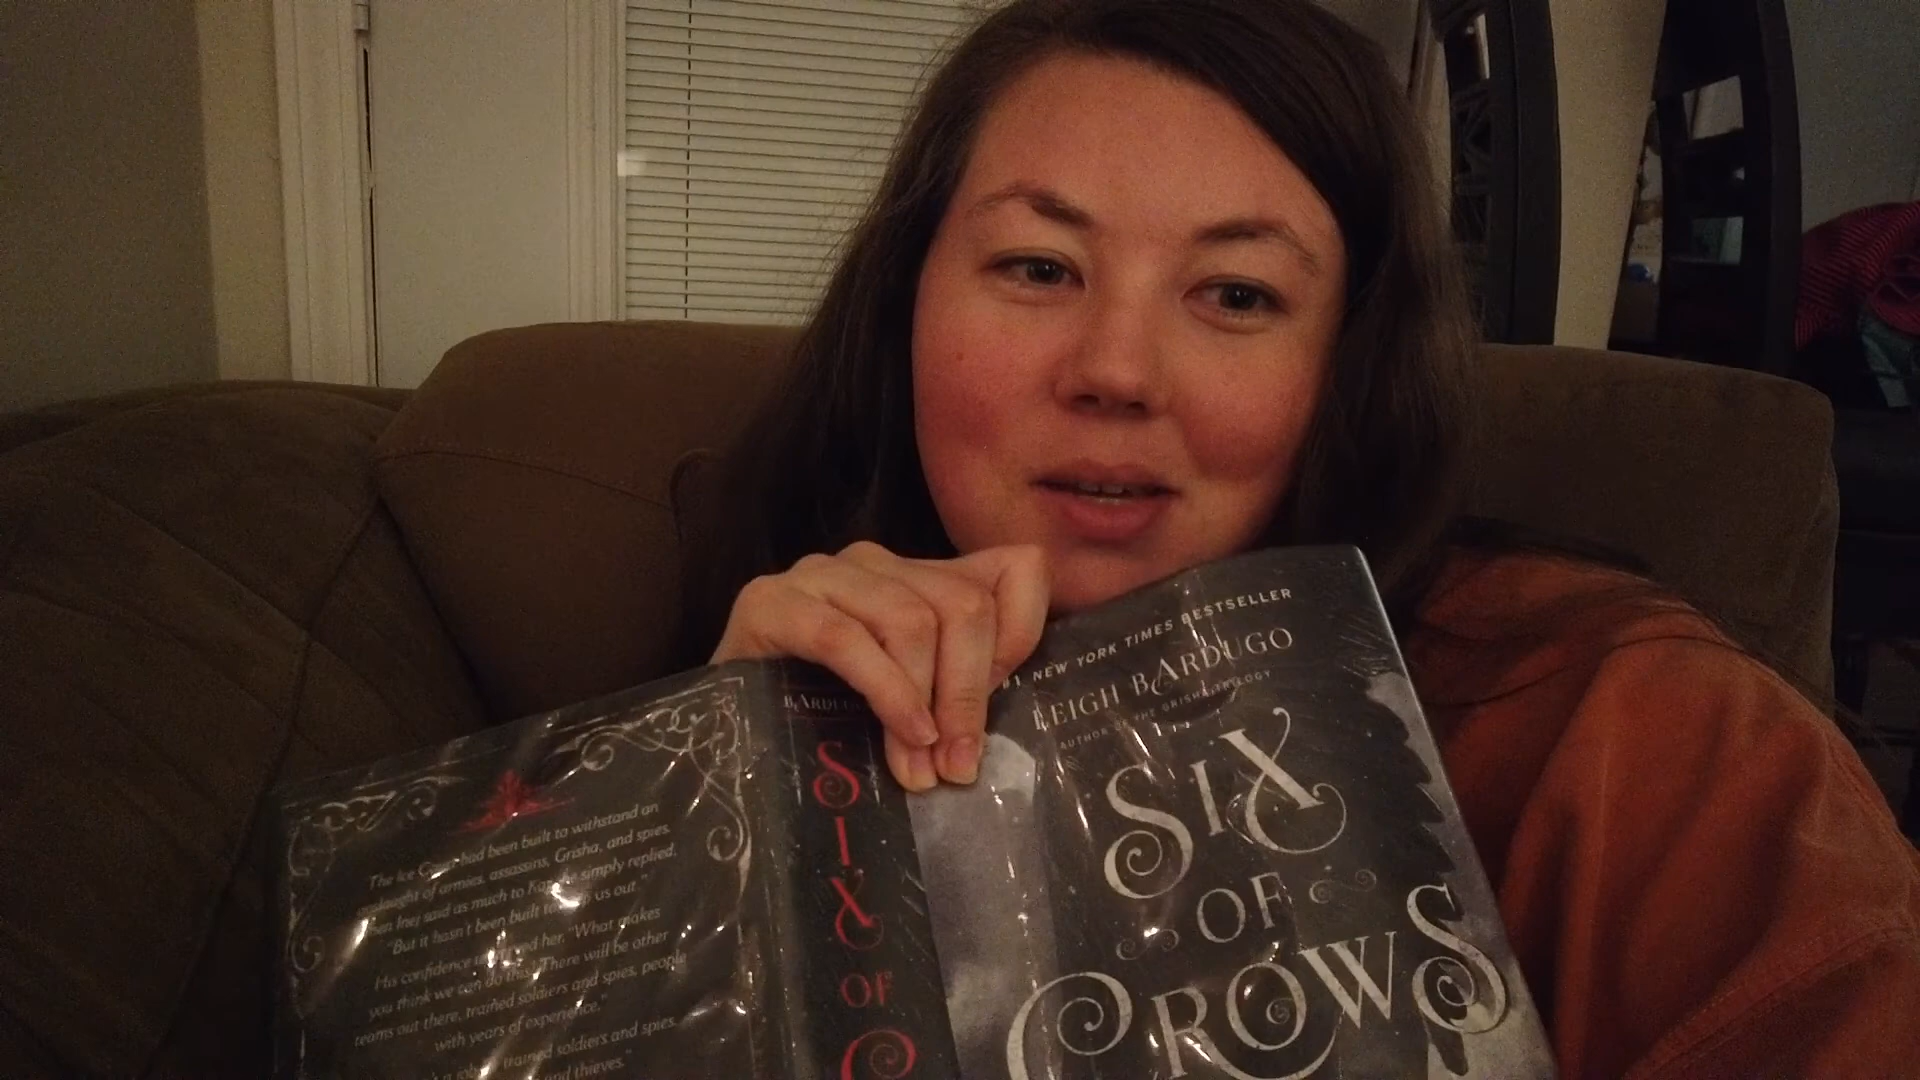 The Ice had been built to withstand an
onslaught of armies, assassins, Grisha, and spies.
When Inej said as much to Kaz, he simply replied,
"But it hasn't been built to us out."
His confidence her. "What makes
you think we can do this? There will be other
teams out there, trained soldiers and spies, people
with years of experience."
trained soldiers and spies.
and thieves."
BARDUGO
SIX
OF
C
#1 NEW YORK TIMES BESTSELLER
LEIGH BARDUGO
AUTHOR OF THE GRISHA TRILOGY
SIX
OF
CROWS